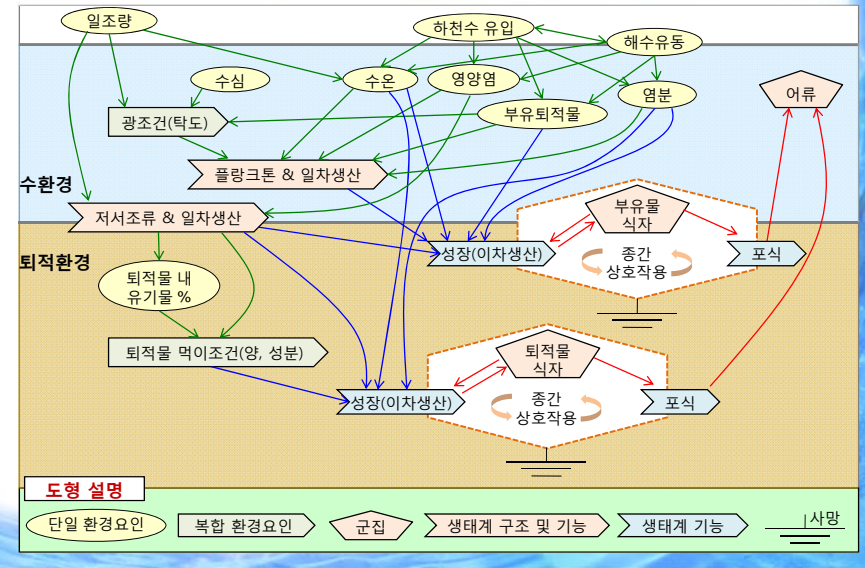 일조량
하천수 유입
해수유동
수심
수온
영양염
염분
어류
광조건(탁도)
부유퇴적물
플랑크톤 & 일차생산
수환경
저서조류 & 일차생산
부유물
식자
퇴적환경
성장(이차생산)
종간
상호작용
포식
퇴적물 내
유기물 %
퇴적물 먹이조건(양, 성분)
퇴적물
식자
성장(이차생산)
종간
상호작용
포식
도형 설명
단일 환경요인
복합 환경요인
군집
생태계 구조 및 기능
생태계 기능
사망